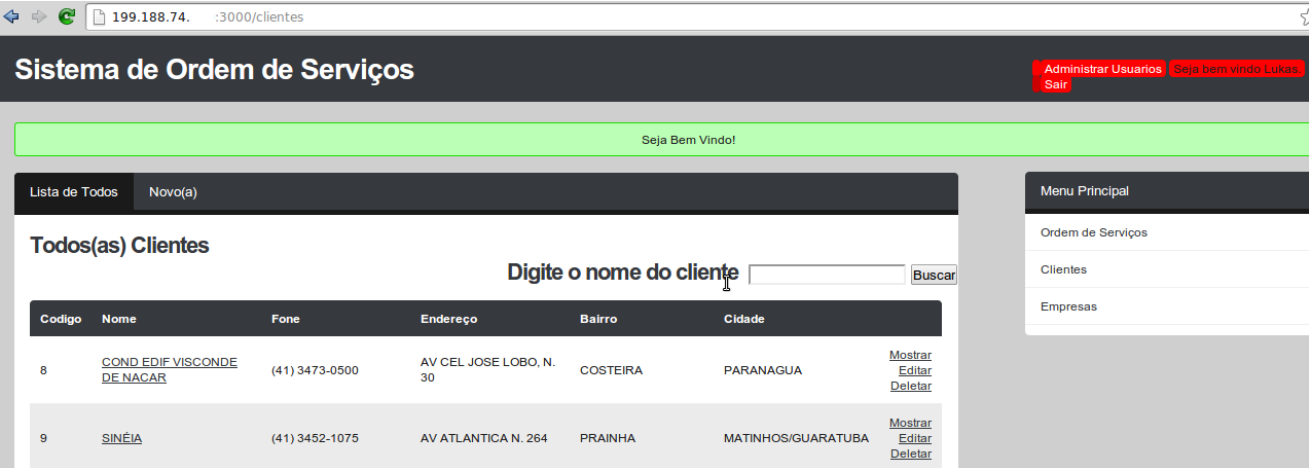 199.188.74. :3000/clientes
Sistema de Ordem de Serviços
Administrar Usuarios Seja bem vindo Lukas.
Sair
Seja Bem Vindo!
Lista de Todos Novo(a)
Todos(as) Clientes
Digite o nome do cliente Buscar
Codigo Nome Fone Endereço Bairro Cidade
8 COND EDIF VISCONDE DE NACAR (41) 3473-0500 AV CEL JOSE LOBO, N. 30 COSTEIRA PARANAGUA Mostrar Editar Deletar
9 SINÉIA (41) 3452-1075 AV ATLANTICA N. 264 PRAINHA MATINHOS/GUARATUBA Mostrar Editar Deletar
Menu Principal
Ordem de Serviços
Clientes
Empresas